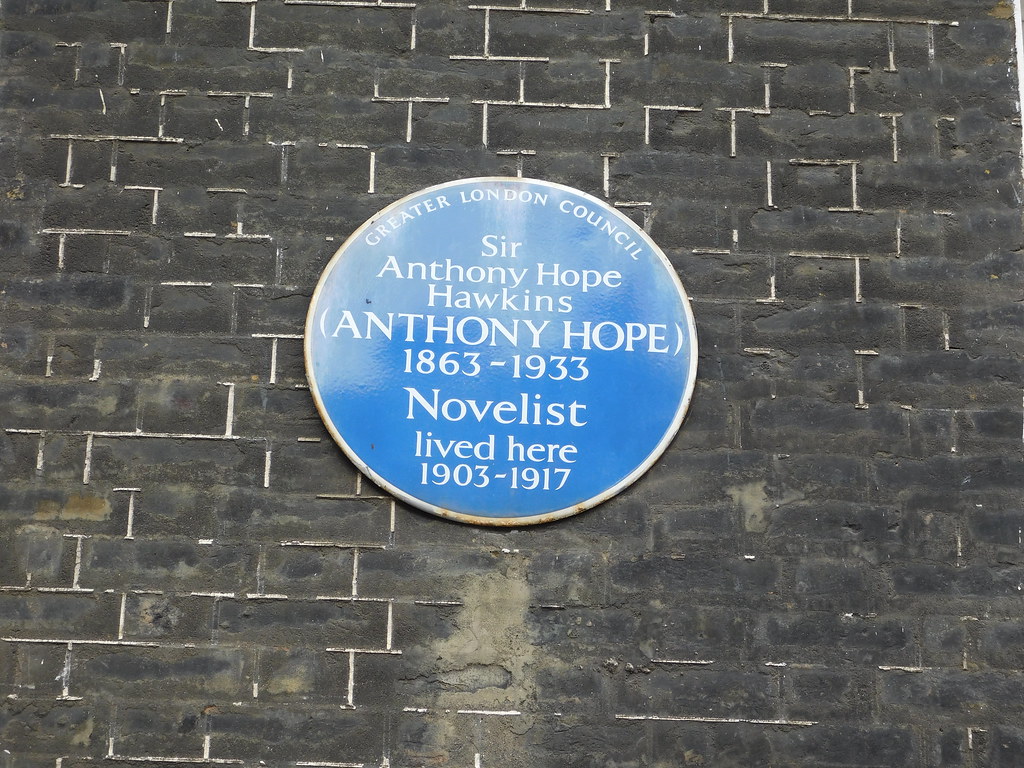 GREATER LONDON COUNCIL
Sir
Anthony Hope
Hawkins
(ANTHONY HOPE)
1863-1933
Novelist
lived here
1903-1917